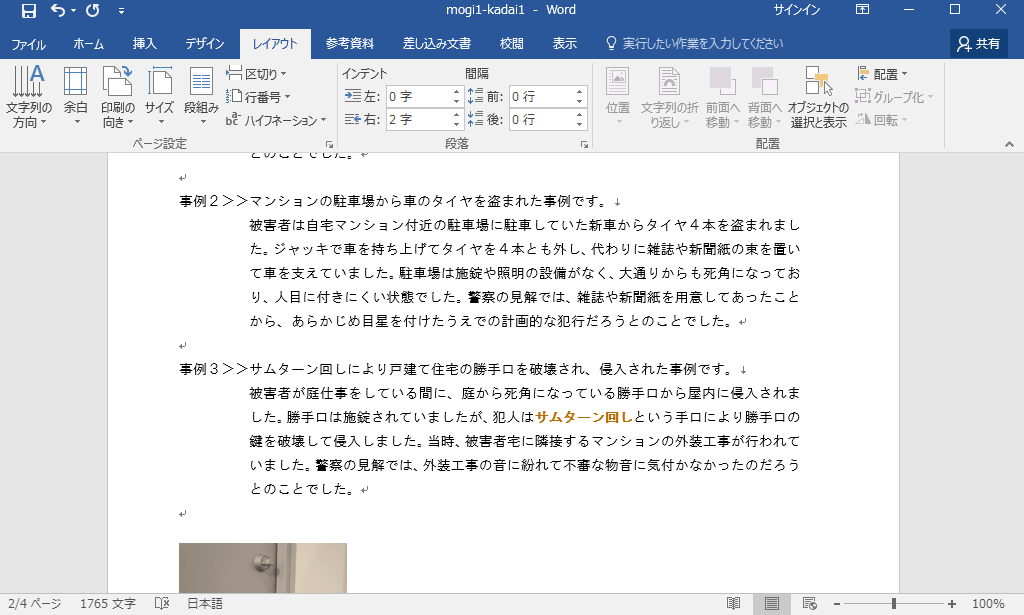 mogi1-kadai1 - Word
サインイン
ファイル ホーム 挿入 デザイン レイアウト 参考資料 差し込み文書 校閲 表示 実行したい作業を入力してください 共有
文字列の方向
余白
印刷の向き
サイズ
段組み
区切り
行番号
ハイフネーション
ページ設定
インデント
左: 0 字
右: 2 字
間隔
前: 0 行
後: 0 行
段落
位置
文字列の折り返し
前面へ移動
背面へ移動
オブジェクトの選択と表示
配置
グループ化
回転
配置
とのことでした。
事例２＞＞マンションの駐車場から車のタイヤを盗まれた事例です。↓
被害者は自宅マンション付近の駐車場に駐車していた新車からタイヤ４本を盗まれまし
た。ジャッキで車を持ち上げてタイヤを４本とも外し、代わりに雑誌や新聞紙の束を置い
て車を支えていました。駐車場は施錠や照明の設備がなく、大通りからも死角になってお
り、人目に付きにくい状態でした。警察の見解では、雑誌や新聞紙を用意してあったこと
から、あらかじめ目星を付けたうえでの計画的な犯行だろうとのことでした。
事例３＞＞サムターン回しにより戸建て住宅の勝手口を破壊され、侵入された事例です。↓
被害者が庭仕事をしている間に、庭から死角になっている勝手口から屋内に侵入されま
した。勝手口は施錠されていましたが、犯人はサムターン回しという手口により勝手口の
鍵を破壊して侵入しました。当時、被害者宅に隣接するマンションの外装工事が行われて
いました。警察の見解では、外装工事の音に紛れて不審な物音に気付かなかったのだろう
とのことでした。
2/4 ページ 1765 文字 日本語 100%